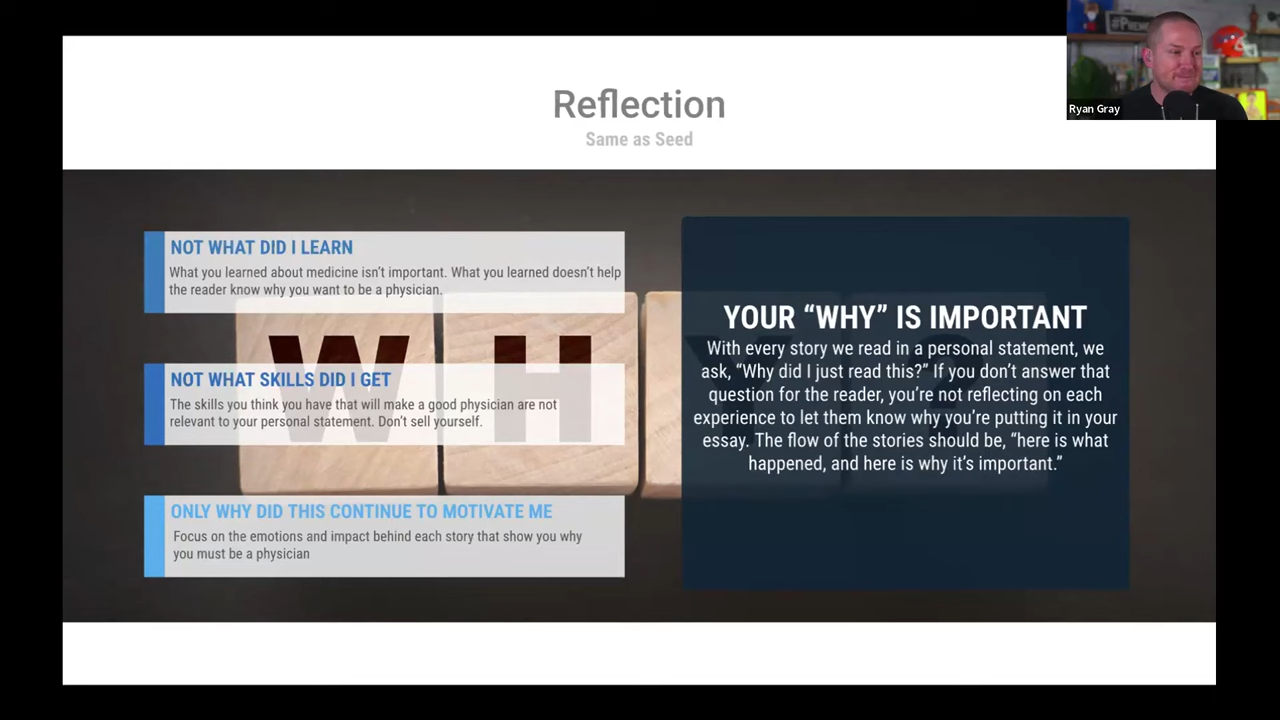 Reflection
Same as Seed
NOT WHAT DID I LEARN
What you learned about medicine isn't important. What you learned doesn't help
the reader know why you want to be a physician.
NOT WHAT SKILLS DID I GET
The skills you think you have that will make a good physician are not
relevant to your personal statement. Don't sell yourself.
ONLY WHY DID THIS CONTINUE TO MOTIVATE ME
Focus on the emotions and impact behind each story that show you why
you must be a physician
W H Y ?
YOUR “WHY” IS IMPORTANT
With every story we read in a personal statement, we
ask, “Why did I just read this?” If you don't answer that
question for the reader, you're not reflecting on each
experience to let them know why you're putting it in your
essay. The flow of the stories should be, “here is what
happened, and here is why it's important.”
Ryan Gray